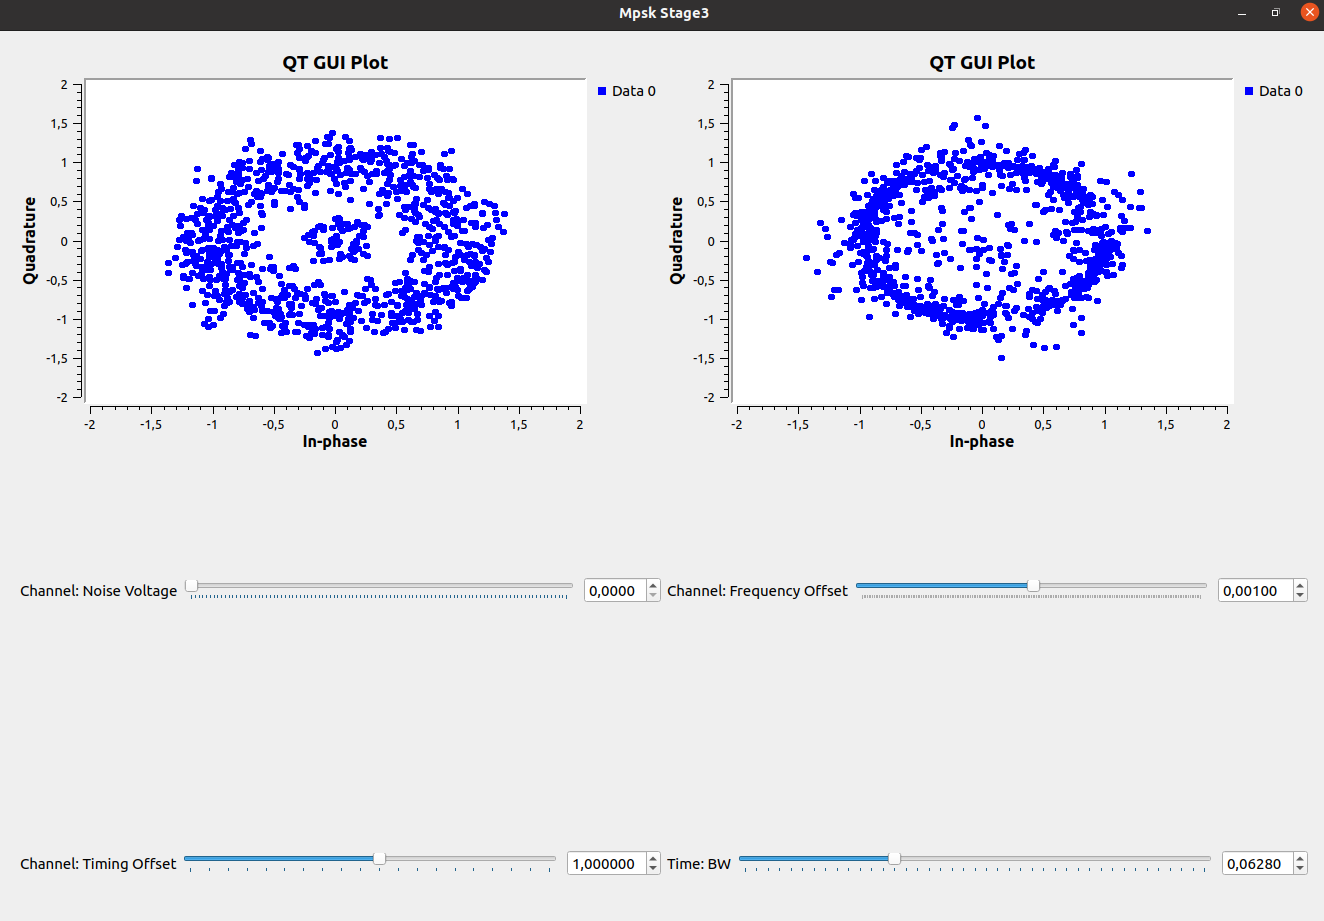 Mpsk Stage3
QT GUI Plot
Data 0
2
1,5
1
0,5
0
-0,5
-1
-1,5
-2
Quadrature
-2 -1,5 -1 -0,5 0 0,5 1 1,5 2
In-phase
QT GUI Plot
Data 0
2
1,5
1
0,5
0
-0,5
-1
-1,5
-2
Quadrature
-2 -1,5 -1 -0,5 0 0,5 1 1,5 2
In-phase
Channel: Noise Voltage 0,0000
Channel: Frequency Offset 0,00100
Channel: Timing Offset 1,000000
Time: BW 0,06280